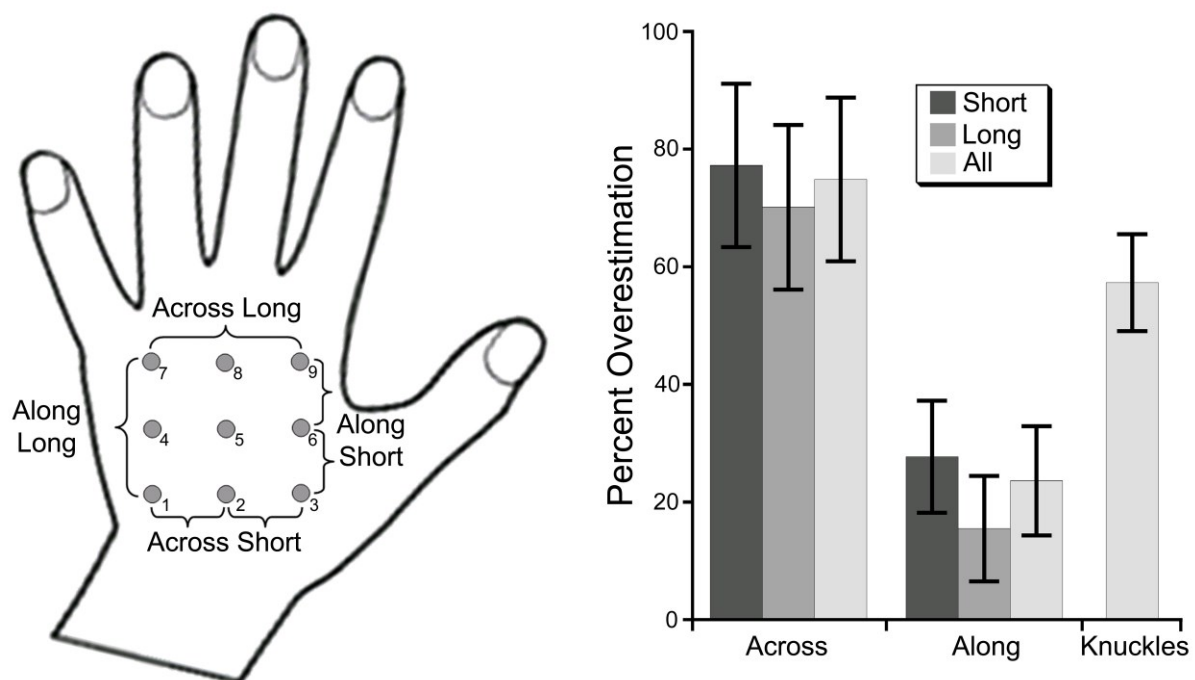 Across Long
7
8
9
Along
Long
4
5
6
Along
Short
1
2
3
Across Short
Percent Overestimation
100
80
60
40
20
0
Short
Long
All
Across
Along
Knuckles